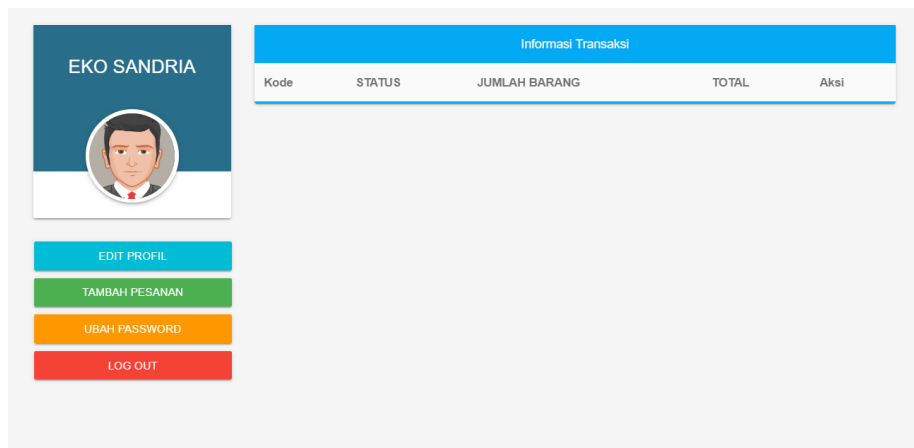 EKO SANDRIA
EDIT PROFIL
TAMBAH PESANAN
UBAH PASSWORD
LOG OUT
Informasi Transaksi
Kode STATUS JUMLAH BARANG TOTAL Aksi